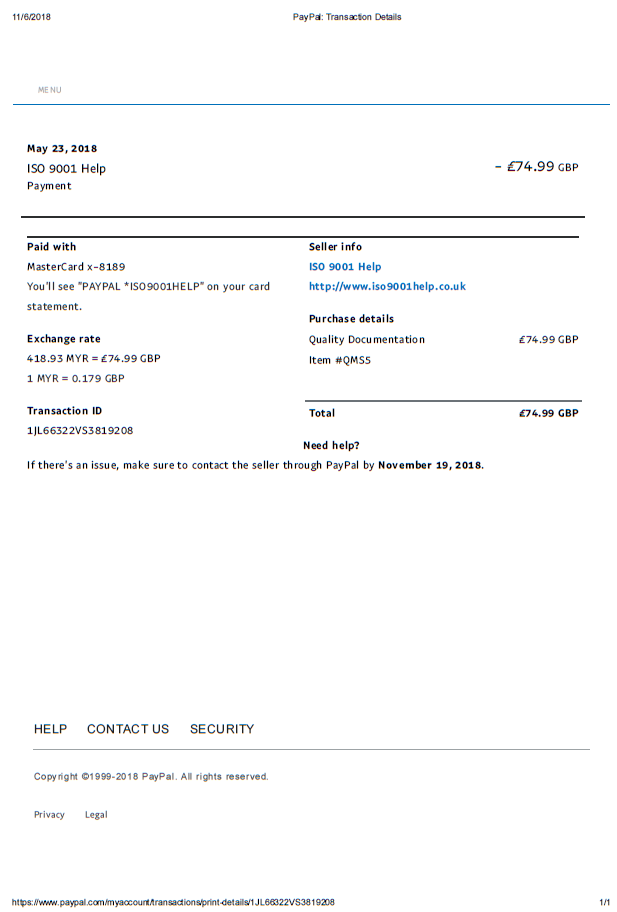 11/6/2018 PayPal: Transaction Details
MENU
May 23, 2018
ISO 9001 Help
- £74.99 GBP
Payment
Paid with
MasterCard x-8189
You'll see "PAYPAL *ISO9001HELP" on your card
statement.
Exchange rate
418.93 MYR = £74.99 GBP
1 MYR = 0.179 GBP
Transaction ID
1JL66322VS3819208
Seller info
ISO 9001 Help
http://www.iso9001help.co.uk
Purchase details
Quality Documentation £74.99 GBP
Item #QMS5
Total £74.99 GBP
Need help?
If there's an issue, make sure to contact the seller through PayPal by November 19, 2018.
HELP CONTACT US SECURITY
Copyright ©1999-2018 PayPal. All rights reserved.
Privacy Legal
https://www.paypal.com/myaccount/transactions/print-details/1JL66322VS3819208 1/1